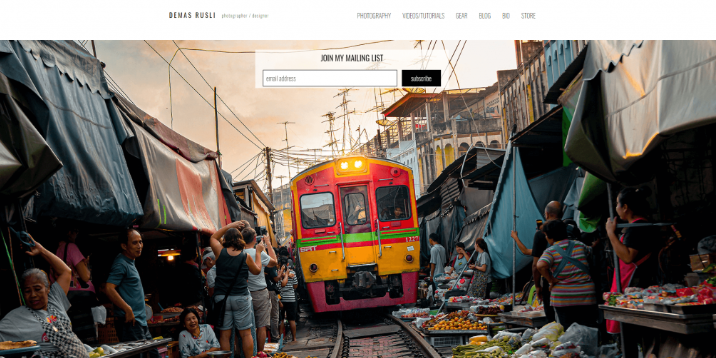 DEMAS RUSLI photographer / designer
PHOTOGRAPHY VIDEOS/TUTORIALS GEAR BLOG BIO STORE
JOIN MY MAILING LIST
email address subscribe